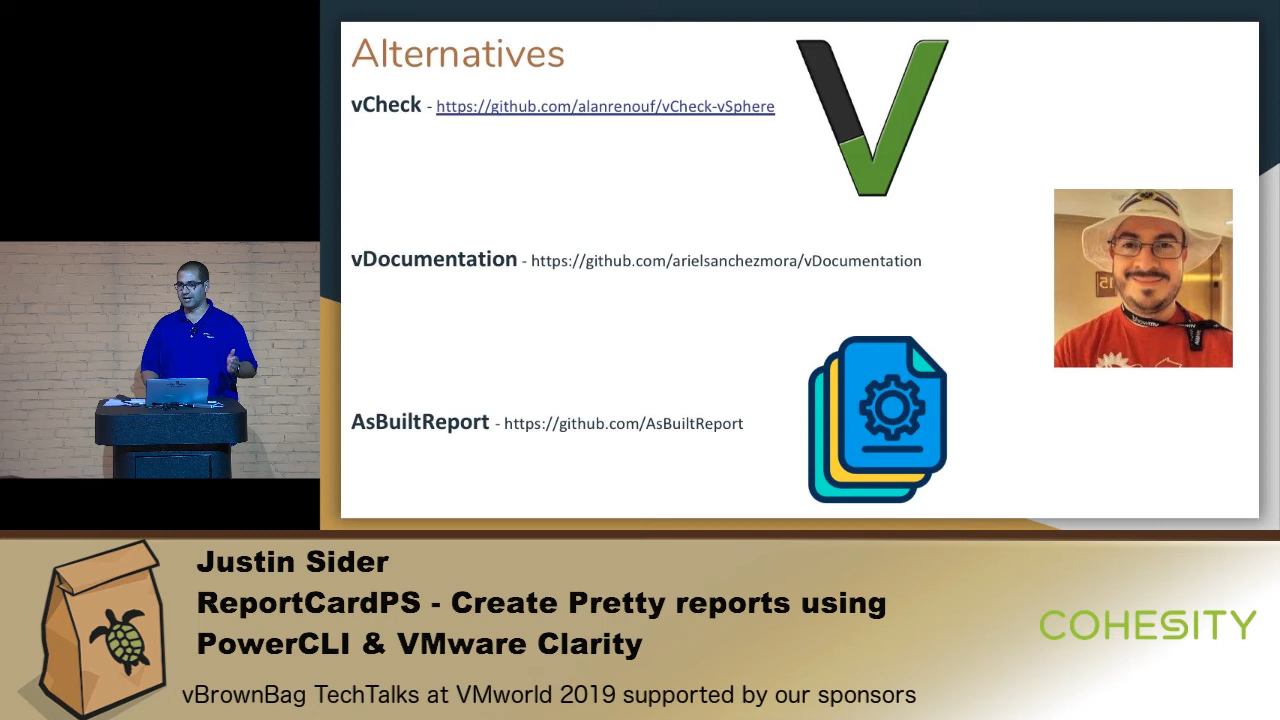 Alternatives
vCheck - https://github.com/alanrenouf/vCheck-vSphere
vDocumentation - https://github.com/arielsanchezmora/vDocumentation
AsBuiltReport - https://github.com/AsBuiltReport
Justin Sider
ReportCardPS - Create Pretty reports using
PowerCLI & VMware Clarity
COHESITY
vBrownBag TechTalks at VMworld 2019 supported by our sponsors